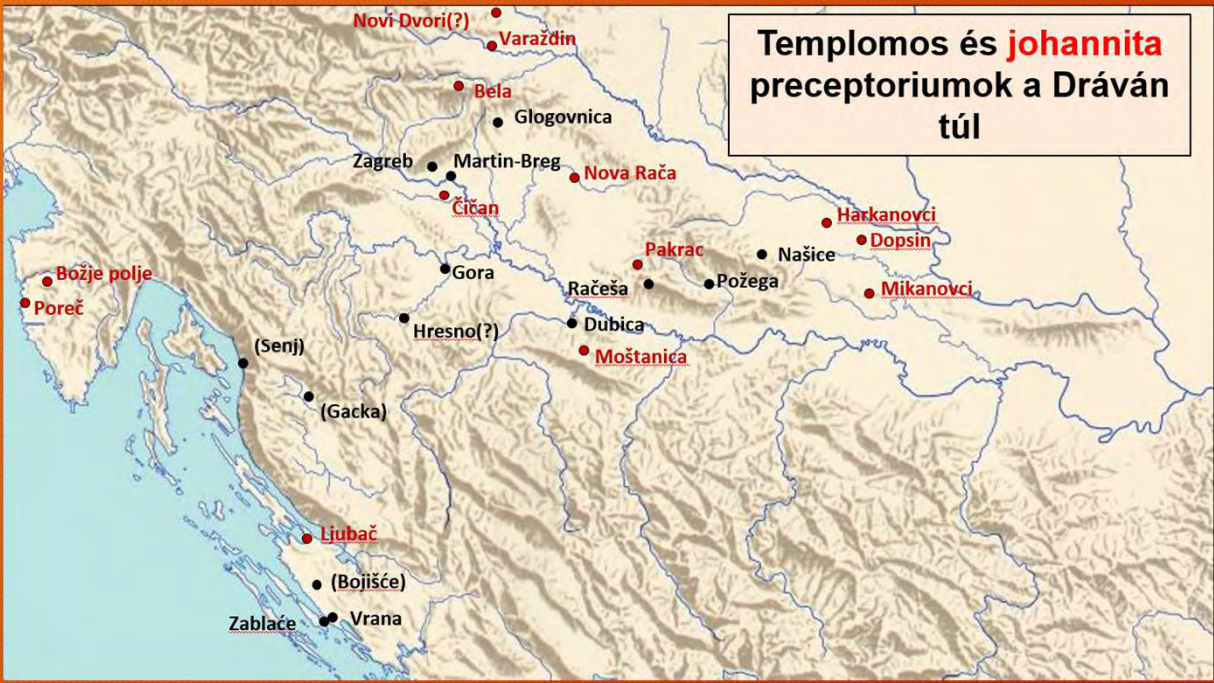 Templomos és johannita
preceptoriumok a Dráván
túl
Novi Dvori(?)
Varaždin
Bela
Glogovnica
Zagreb
Martin-Breg
Nova Rača
Čičan
Harkanovci
Dopsin
Pakrac
Našice
Božje polje
Gora
Račeša
Požega
Mikanovci
Poreč
Hresno(?)
Dubica
(Senj)
Moštanica
(Gacka)
Ljubač
(Bojišće)
Zablaće
Vrana